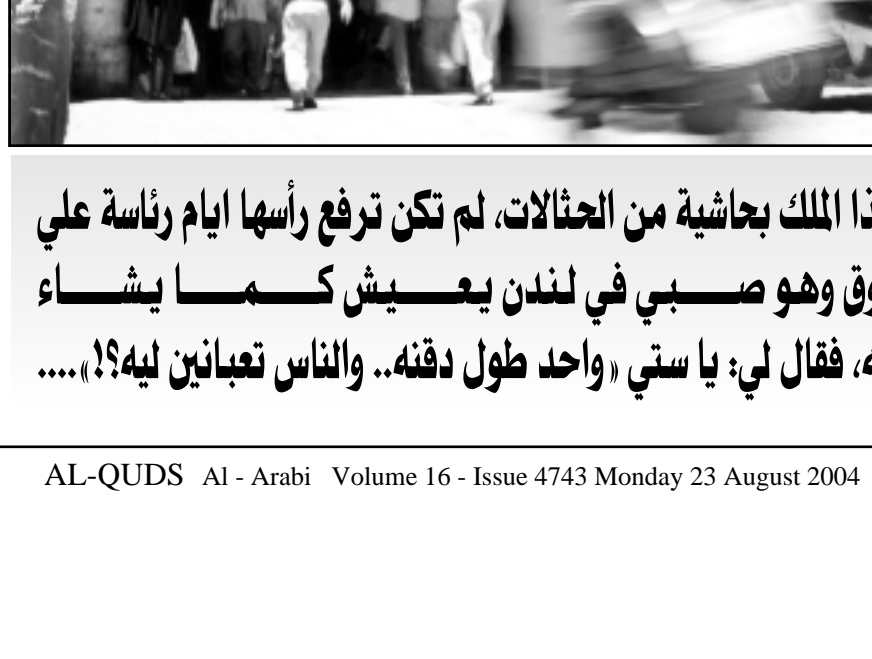 الملك بحاشية من الحثالات، لم تكن ترفع رأسها ايام رئاسة علي
وهو صبي في لندن يعيش كما يشاء
فقال لي: يا ستي «واحد طول دقنه.. والناس تعبانين ليه؟!»....
AL-QUDS Al - Arabi Volume 16 - Issue 4743 Monday 23 August 2004